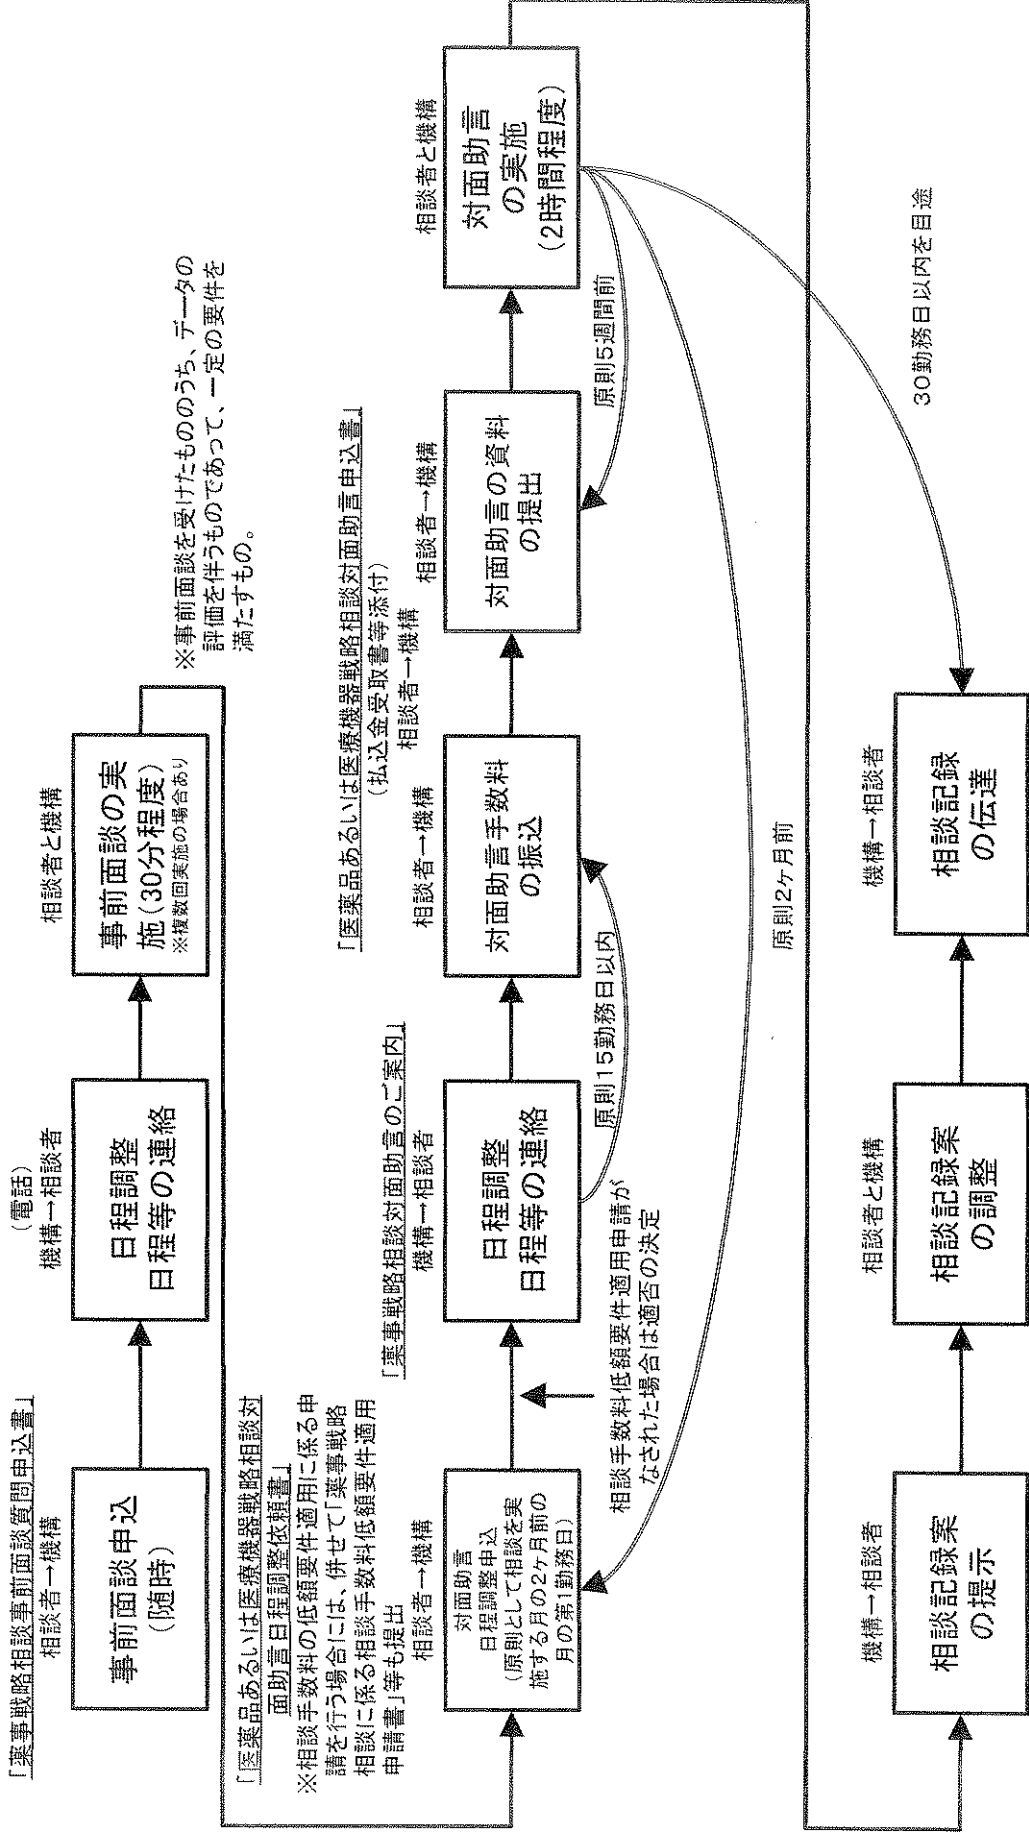 「薬事戦略相談事前面談質問申込書」
相談者→機構
事前面談申込
(随時)
(電話)
機構→相談者
日程調整
日程等の連絡
相談者と機構
事前面談の実
施(30分程度)
※複数回実施の場合あり
※事前面談を受けたもののうち、データの
評価を伴うものであって、一定の要件を
満たすもの。
「医薬品あるいは医療機器戦略相談対
面助言日程調整依頼書」
※相談手数料の低額要件適用に係る申
請を行う場合には、併せて「薬事戦略
相談に係る相談手数料低額要件適用
申請書」等も提出
相談者→機構
対面助言
日程調整申込
(原則として相談を実
施する月の2ヶ月前の
月の第1勤務日)
相談手数料低額要件適用申請が
なされた場合は適否の決定
「薬事戦略相談対面助言のご案内」
機構→相談者
日程調整
日程等の連絡
原則15勤務日以内
「医薬品あるいは医療機器戦略相談対面助言申込書」
(払込金受取書等添付)
相談者→機構
相談者→機構
対面助言手数料
の振込
相談者→機構
対面助言の資料
の提出
原則5週間前
相談者と機構
対面助言
の実施
(2時間程度)
原則2ヶ月前
30勤務日以内を目途
機構→相談者
相談記録案
の提示
相談者と機構
相談記録案
の調整
機構→相談者
相談記録
の伝達